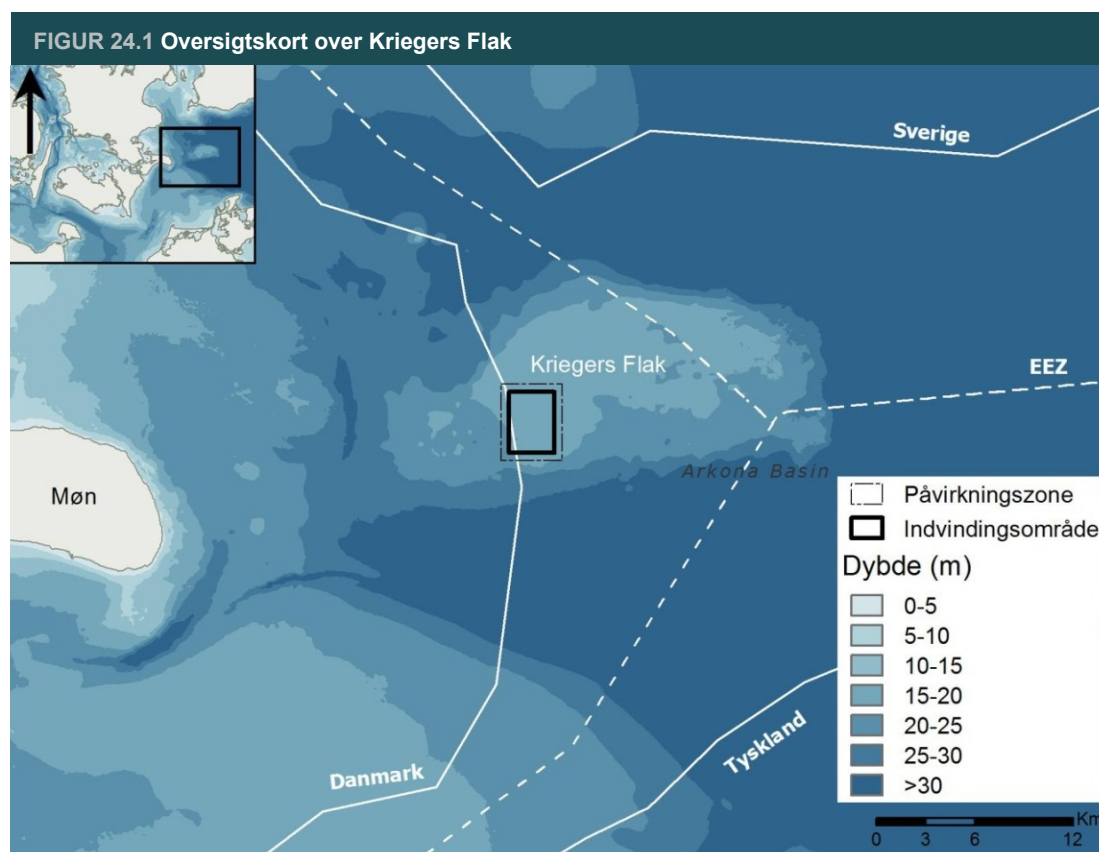 FIGUR 24.1 Oversigtskort over Kriegers Flak
Sverige
Kriegers Flak
EEZ
Arkona Basin
Møn
Påvirkningszone
Indvindingsområde
Dybde (m)
0-5
5-10
10-15
15-20
20-25
25-30
>30
Danmark
Tyskland
Km
0 3 6 12